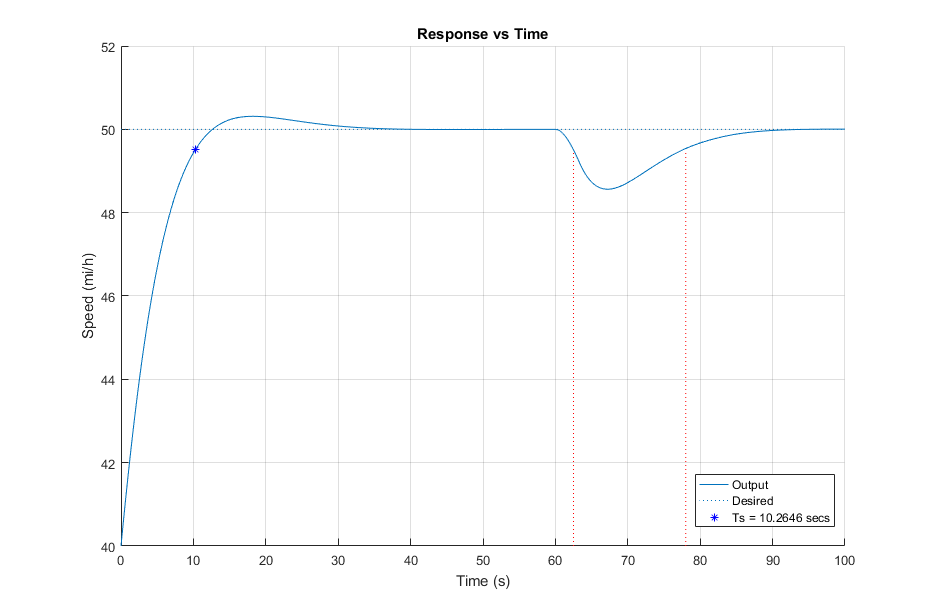 Response vs Time
52
50
48
46
44
42
40
Speed (mi/h)
0 10 20 30 40 50 60 70 80 90 100
Time (s)
Output
Desired
Ts = 10.2646 secs